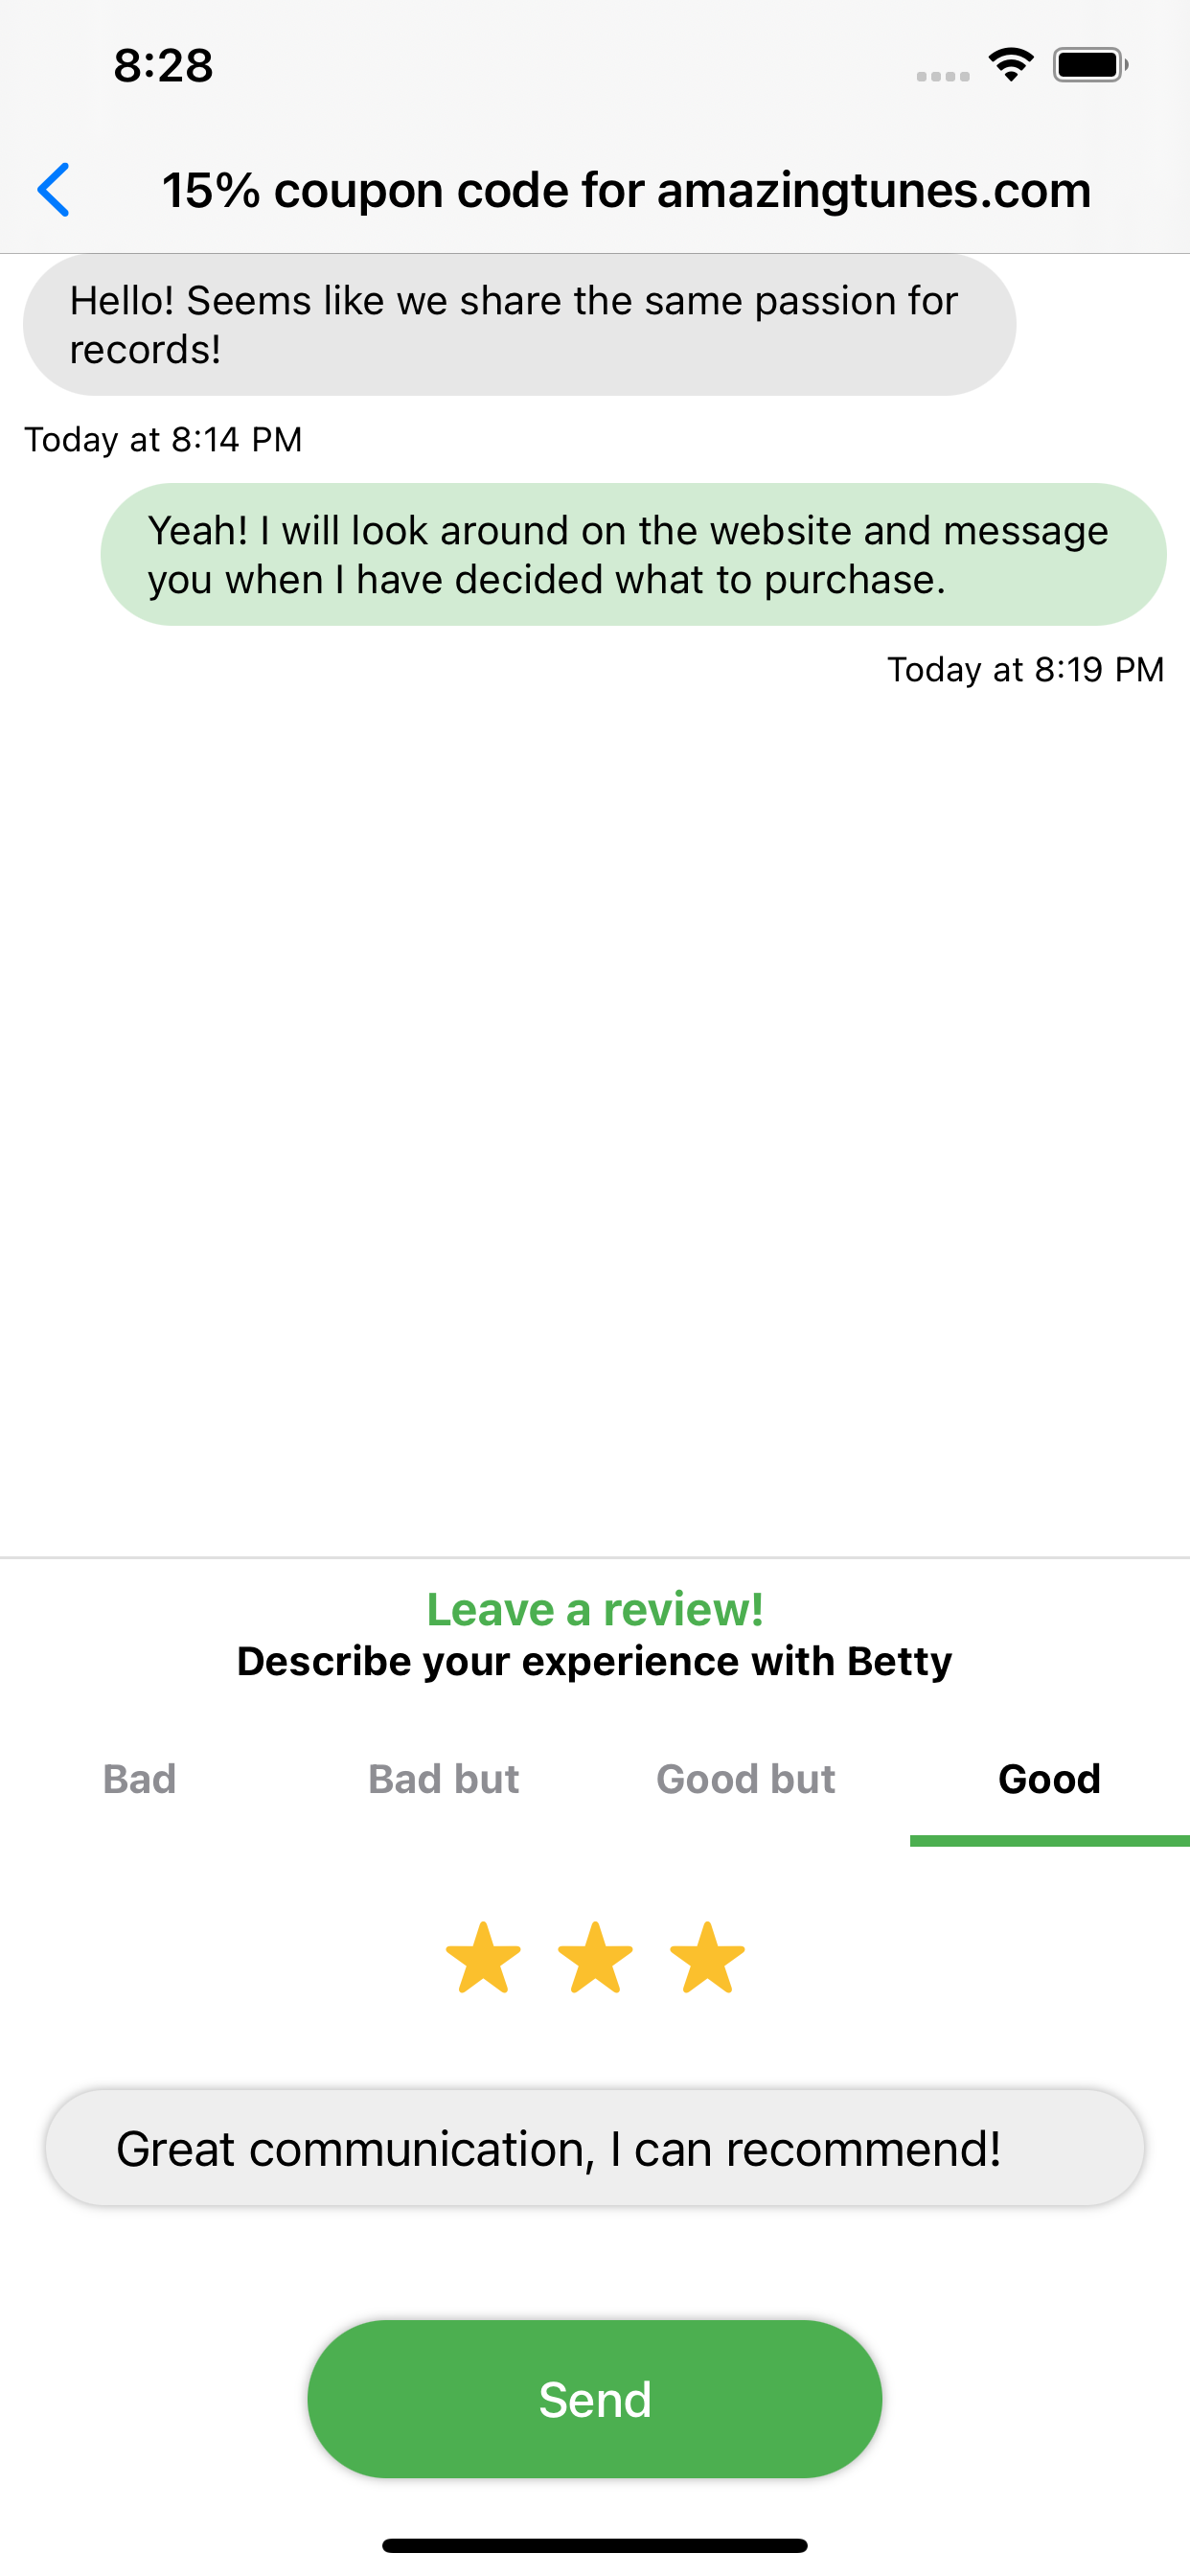 8:28
15% coupon code for amazingtunes.com
Hello! Seems like we share the same passion for
records!
Today at 8:14 PM
Yeah! I will look around on the website and message
you when I have decided what to purchase.
Today at 8:19 PM
Leave a review!
Describe your experience with Betty
Bad Bad but Good but Good
Great communication, I can recommend!
Send